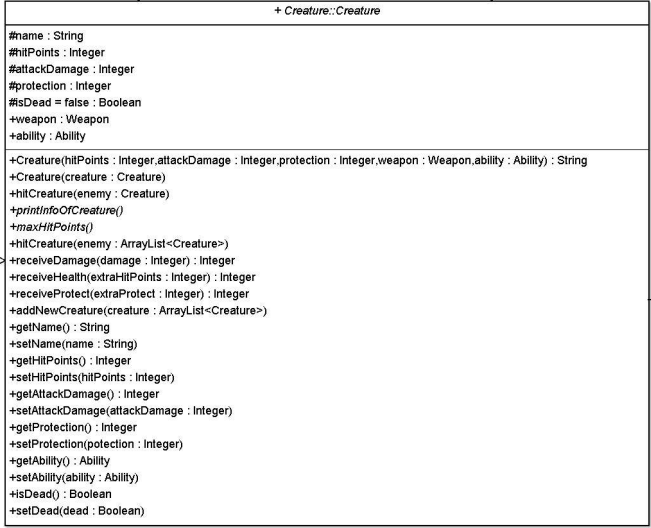 + Creature::Creature
#name : String
#hitPoints : Integer
#attackDamage : Integer
#protection : Integer
#isDead = false : Boolean
+weapon : Weapon
+ability : Ability
+Creature(hitPoints : Integer,attackDamage : Integer,protection : Integer,weapon : Weapon,ability : Ability) : String
+Creature(creature : Creature)
+hitCreature(enemy : Creature)
+printInfoOfCreature()
+maxHitPoints()
+hitCreature(enemy : ArrayList<Creature>)
+receiveDamage(damage : Integer) : Integer
+receiveHealth(extraHitPoints : Integer) : Integer
+receiveProtect(extraProtect : Integer) : Integer
+addNewCreature(creature : ArrayList<Creature>)
+getName() : String
+setName(name : String)
+getHitPoints() : Integer
+setHitPoints(hitPoints : Integer)
+getAttackDamage() : Integer
+setAttackDamage(attackDamage : Integer)
+getProtection() : Integer
+setProtection(potection : Integer)
+getAbility() : Ability
+setAbility(ability : Ability)
+isDead() : Boolean
+setDead(dead : Boolean)